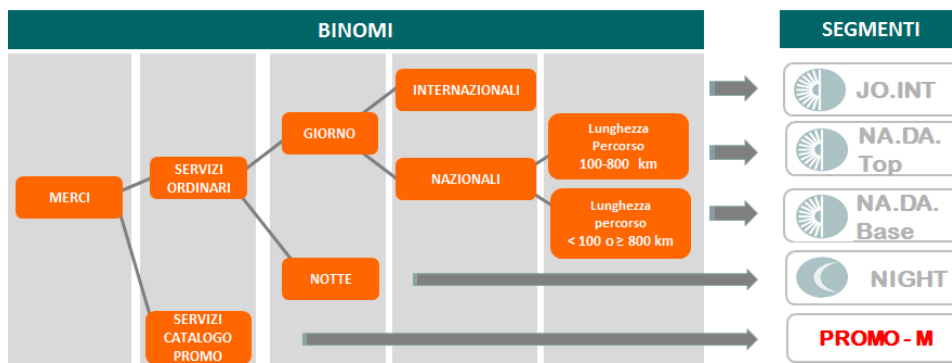 BINOMI
SEGMENTI
MERCI
SERVIZI
ORDINARI
SERVIZI
CATALOGO
PROMO
GIORNO
NOTTE
INTERNAZIONALI
NAZIONALI
Lunghezza
Percorso
100-800 km
Lunghezza
percorso
< 100 o ≥ 800 km
JO.INT
NA.DA.
Top
NA.DA.
Base
NIGHT
PROMO - M